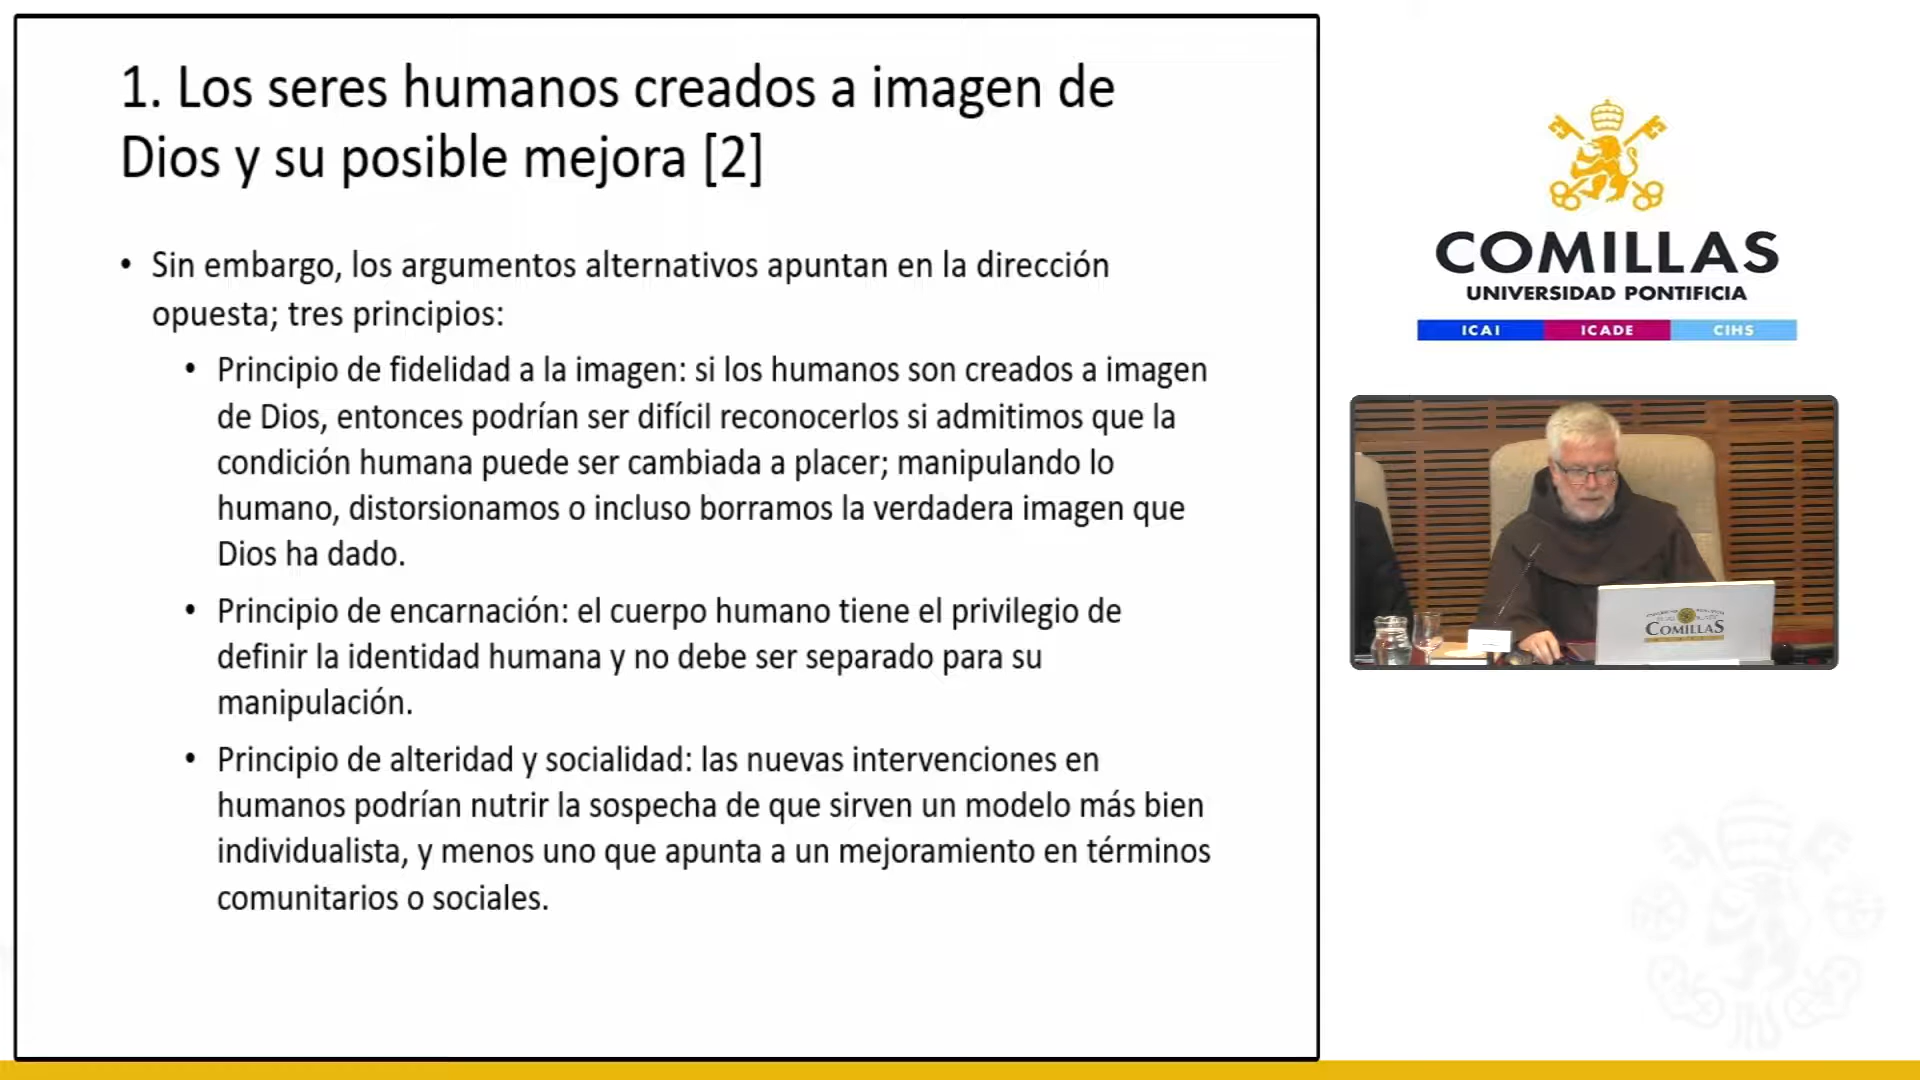 1. Los seres humanos creados a imagen de
Dios y su posible mejora [2]
• Sin embargo, los argumentos alternativos apuntan en la dirección
opuesta; tres principios:
• Principio de fidelidad a la imagen: si los humanos son creados a imagen
de Dios, entonces podrían ser difícil reconocerlos si admitimos que la
condición humana puede ser cambiada a placer; manipulando lo
humano, distorsionamos o incluso borramos la verdadera imagen que
Dios ha dado.
• Principio de encarnación: el cuerpo humano tiene el privilegio de
definir la identidad humana y no debe ser separado para su
manipulación.
• Principio de alteridad y socialidad: las nuevas intervenciones en
humanos podrían nutrir la sospecha de que sirven un modelo más bien
individualista, y menos uno que apunta a un mejoramiento en términos
comunitarios o sociales.
COMILLAS
UNIVERSIDAD PONTIFICIA
ICAI ICADE CIHS
COMILLAS